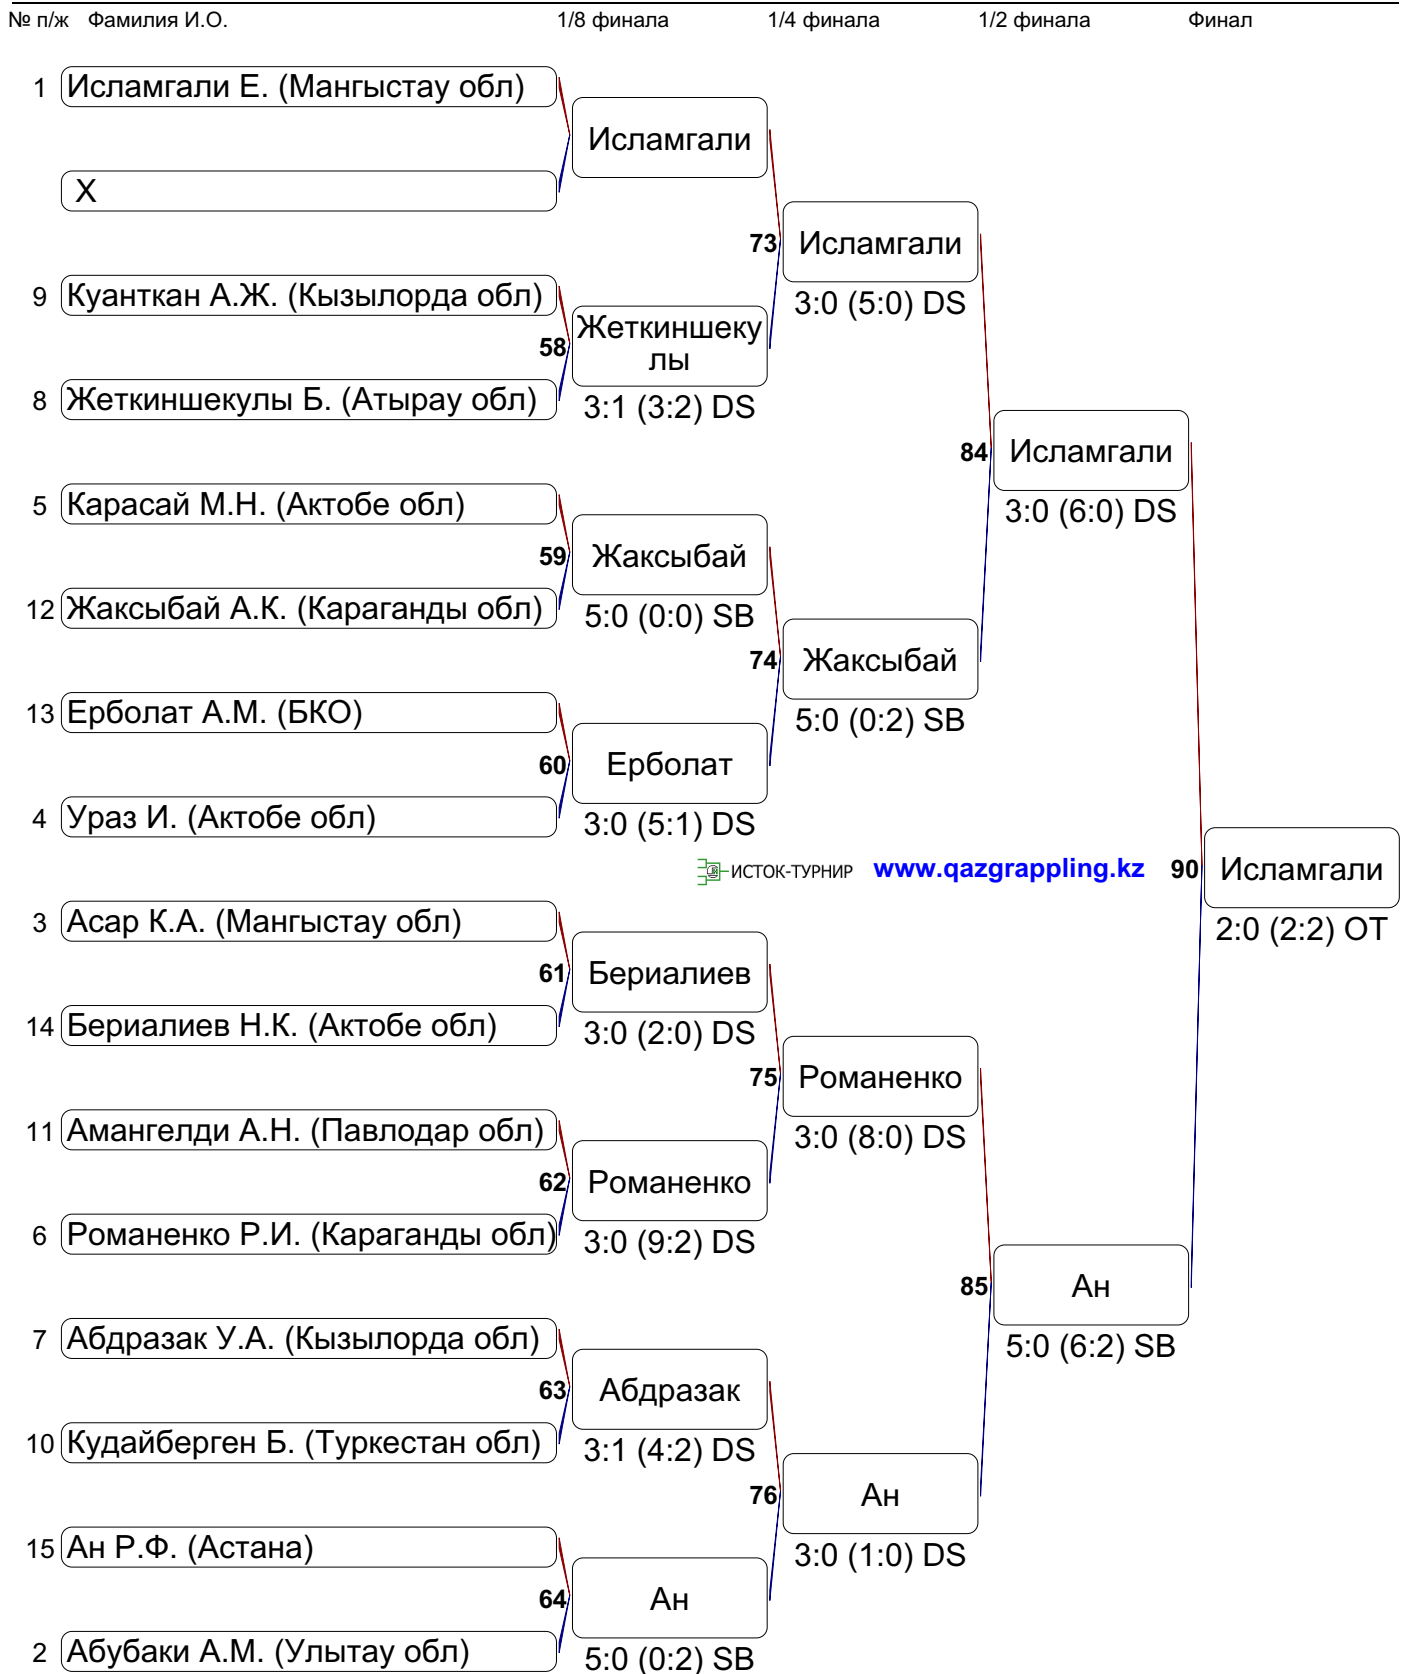 № п/ж Фамилия И.О. 1/8 финала 1/4 финала 1/2 финала Финал
1 Исламгали Е. (Мангыстау обл)
Исламгали
X
73 Исламгали
9 Куанткан А.Ж. (Кызылорда обл)
3:0 (5:0) DS
58 Жеткиншеку
лы
8 Жеткиншекулы Б. (Атырау обл)
3:1 (3:2) DS
84 Исламгали
5 Карасай М.Н. (Актобе обл)
3:0 (6:0) DS
59 Жаксыбай
12 Жаксыбай А.К. (Караганды обл)
5:0 (0:0) SB
74 Жаксыбай
13 Ерболат А.М. (БКО)
5:0 (0:2) SB
60 Ерболат
4 Ураз И. (Актобе обл)
3:0 (5:1) DS
ИСТОК-ТУРНИР www.qazgrappling.kz 90 Исламгали
3 Асар К.А. (Мангыстау обл)
2:0 (2:2) OT
61 Бериалиев
14 Бериалиев Н.К. (Актобе обл)
3:0 (2:0) DS
75 Романенко
11 Амангелди А.Н. (Павлодар обл)
3:0 (8:0) DS
62 Романенко
6 Романенко Р.И. (Караганды обл)
3:0 (9:2) DS
85 Ан
7 Абдразак У.А. (Кызылорда обл)
5:0 (6:2) SB
63 Абдразак
10 Кудайберген Б. (Туркестан обл)
3:1 (4:2) DS
76 Ан
15 Ан Р.Ф. (Астана)
3:0 (1:0) DS
64 Ан
2 Абубаки А.М. (Улытау обл)
5:0 (0:2) SB